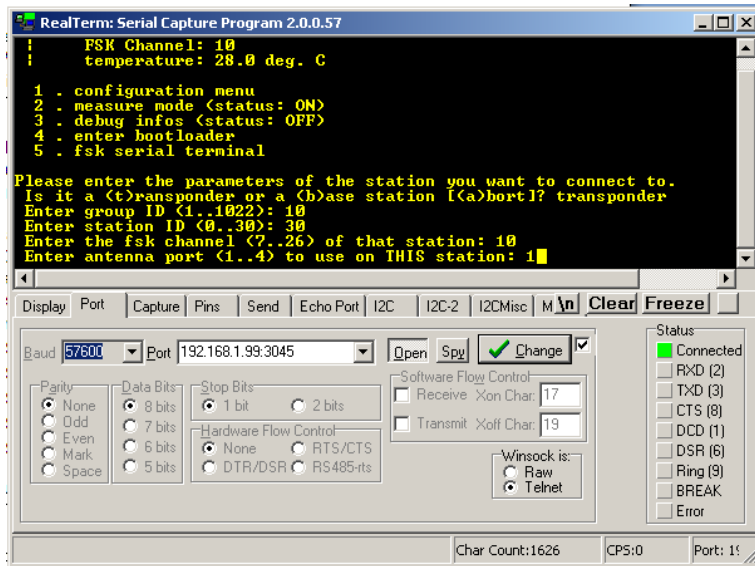 RealTerm: Serial Capture Program 2.0.0.57
¦ FSK Channel: 10
¦ temperature: 28.0 deg. C
1 . configuration menu
2 . measure mode (status: ON)
3 . debug infos (status: OFF)
4 . enter bootloader
5 . fsk serial terminal
Please enter the parameters of the station you want to connect to.
Is it a (t)ransponder or a (b)ase station [(a)bort]? transponder
Enter group ID (1..1022): 10
Enter station ID (0..30): 30
Enter the fsk channel (7..26) of that station: 10
Enter antenna port (1..4) to use on THIS station: 1
Display Port Capture Pins Send Echo Port I2C I2C-2 I2CMisc M \n Clear Freeze
Baud 57600 Port 192.168.1.99:3045 Open Spy Change
Parity
None
Odd
Even
Mark
Space
Data Bits
8 bits
7 bits
6 bits
5 bits
Stop Bits
1 bit 2 bits
Hardware Flow Control
None RTS/CTS
DTR/DSR RS485-rts
Software Flow Control
Receive Xon Char: 17
Transmit Xoff Char: 19
Winsock is:
Raw
Telnet
Status
Connected
RXD (2)
TXD (3)
CTS (8)
DCD (1)
DSR (6)
Ring (9)
BREAK
Error
Char Count:1626 CPS:0 Port: 19